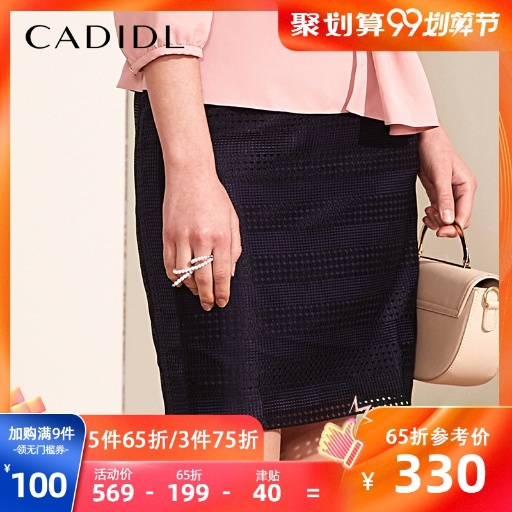 CADIDL
聚划算99划算节
加购满9件
-领无门槛券-
¥100
5件65折/3件75折
活动价 65折 津贴
569 - 199 - 40 =
65折参考价
¥ 330